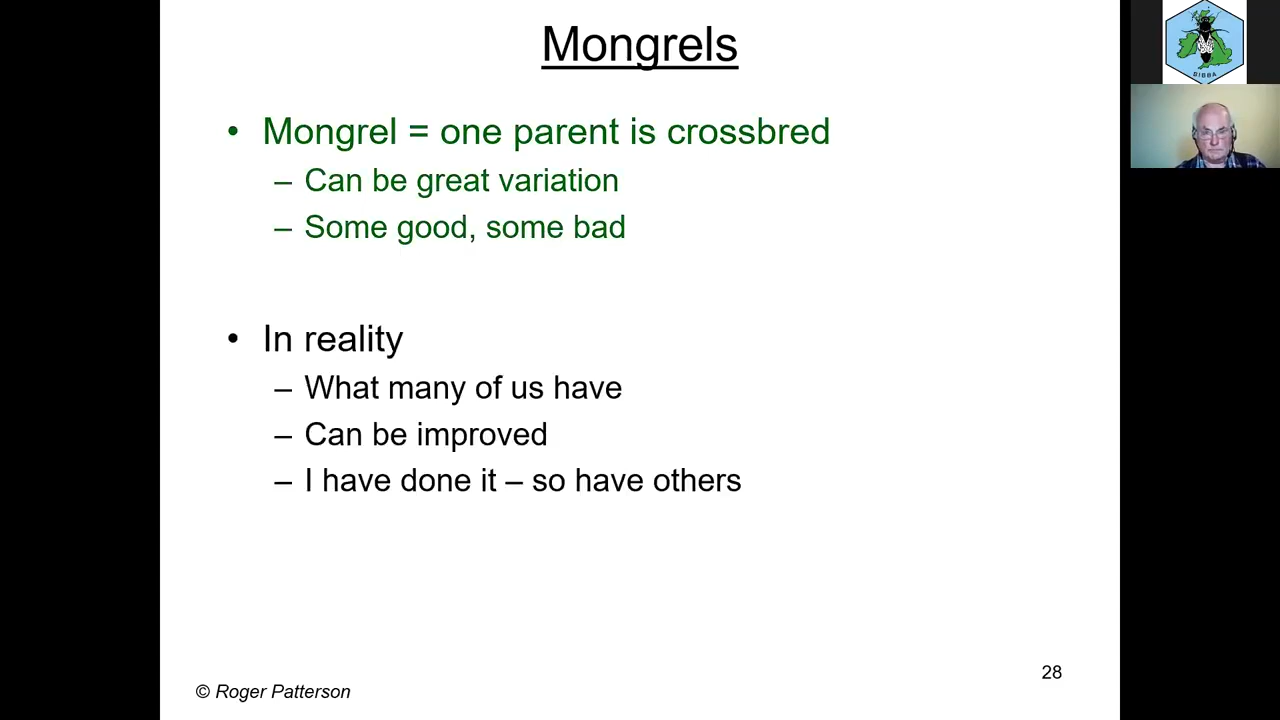 Mongrels
• Mongrel = one parent is crossbred
– Can be great variation
– Some good, some bad
• In reality
– What many of us have
– Can be improved
– I have done it – so have others
28
© Roger Patterson
BIBBA